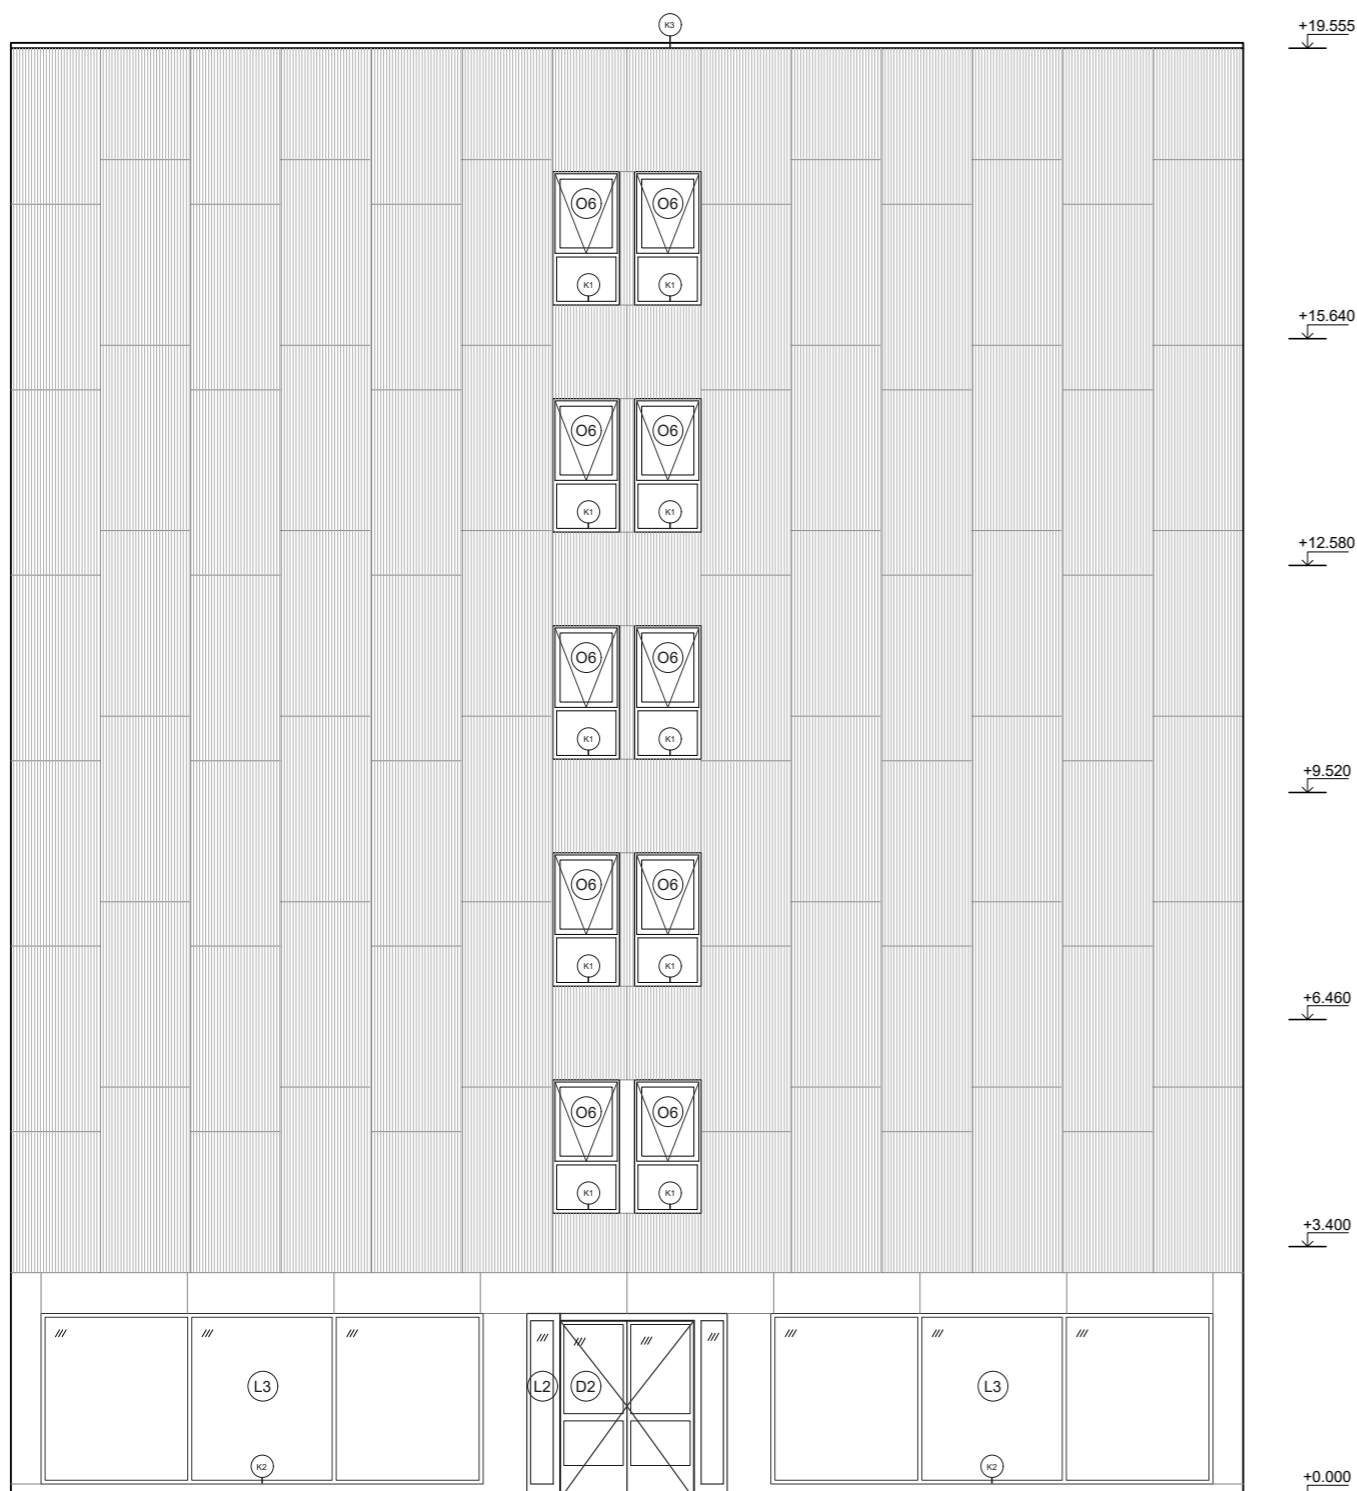 K3
+19.555
O6 O6
K1 K1
+15.640
O6 O6
K1 K1
+12.580
O6 O6
K1 K1
+9.520
O6 O6
K1 K1
+6.460
O6 O6
K1 K1
+3.400
L3 L2 D2 L3
K2 K2
+0.000